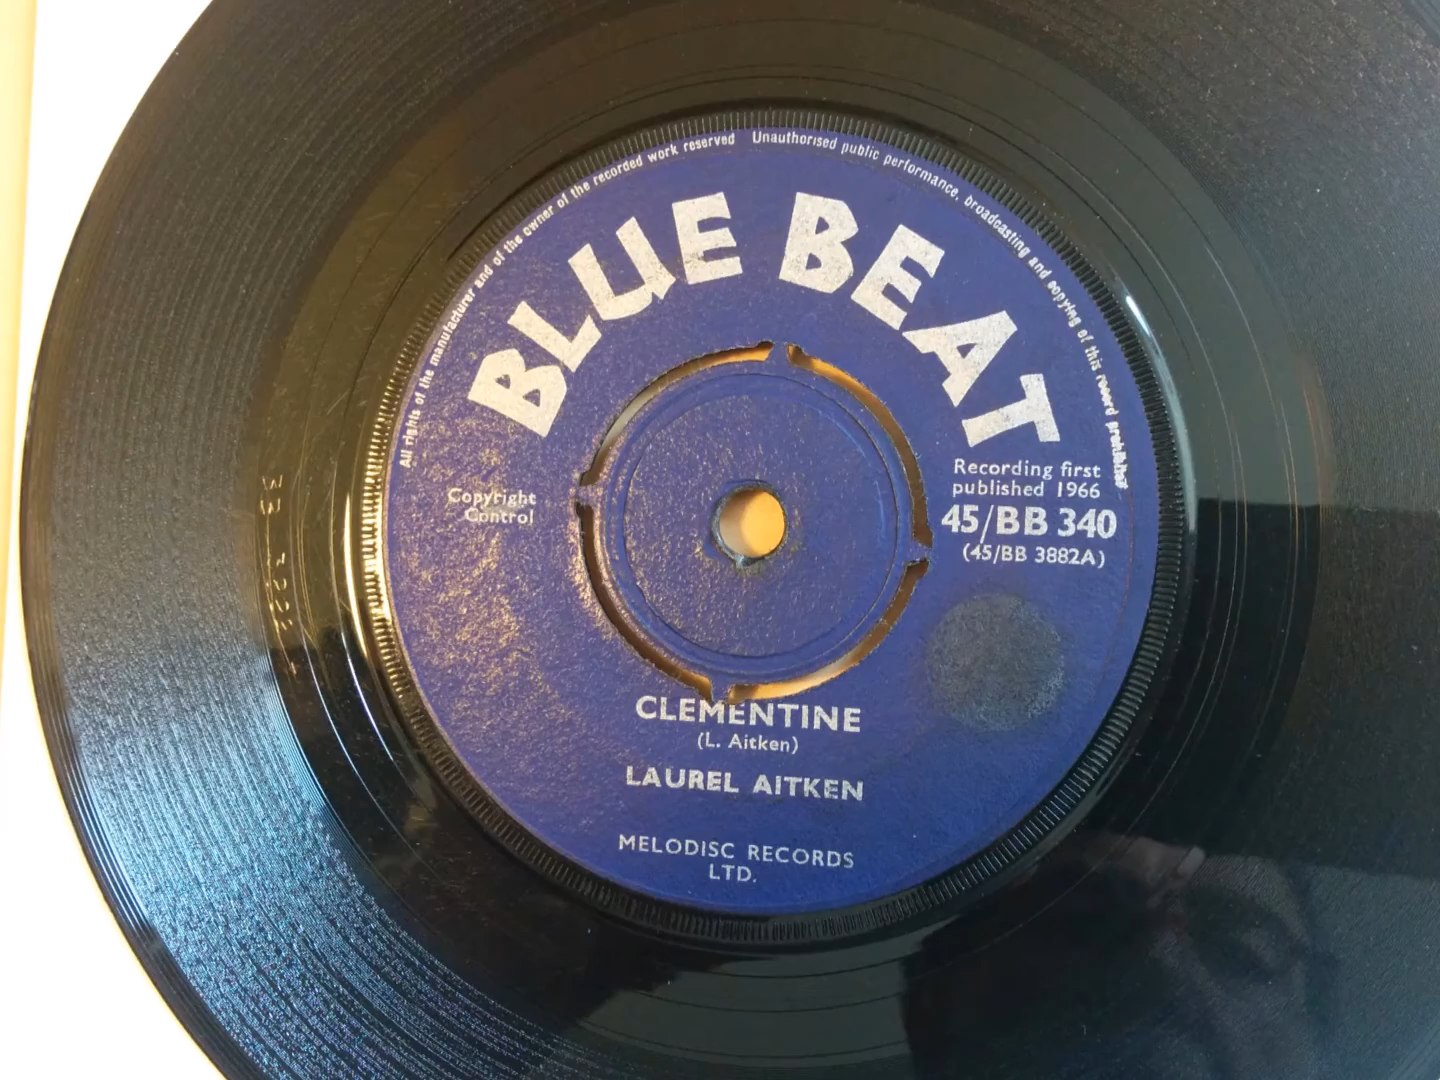 All rights of the manufacturer and of the owner of the recorded work reserved Unauthorised public performance, broadcasting and copying of this record prohibited
BLUE BEAT
Copyright
Control
Recording first
published 1966
45/BB 340
(45/BB 3882A)
CLEMENTINE
(L. Aitken)
LAUREL AITKEN
MELODISC RECORDS
LTD.